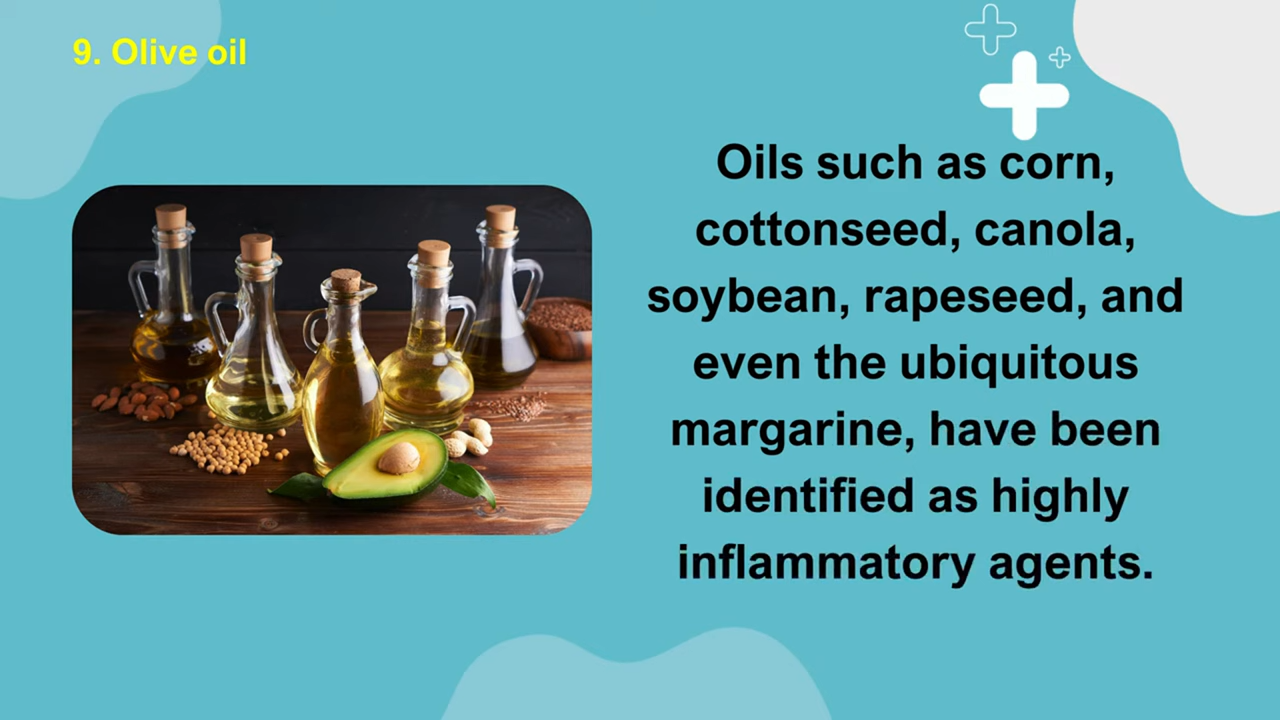 9. Olive oil
Oils such as corn,
cottonseed, canola,
soybean, rapeseed, and
even the ubiquitous
margarine, have been
identified as highly
inflammatory agents.